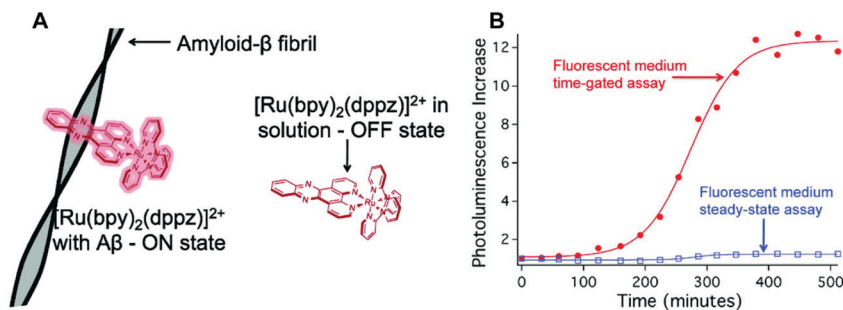 A
Amyloid-β fibril
[Ru(bpy)₂(dppz)]²⁺ in
solution - OFF state
[Ru(bpy)₂(dppz)]²⁺
with Aβ - ON state
N
N
N
N
Ru
N
N
N
N
B
Photoluminescence Increase
12
10
8
6
4
2
Fluorescent medium
time-gated assay
Fluorescent medium
steady-state assay
0
100
200
300
400
500
Time (minutes)